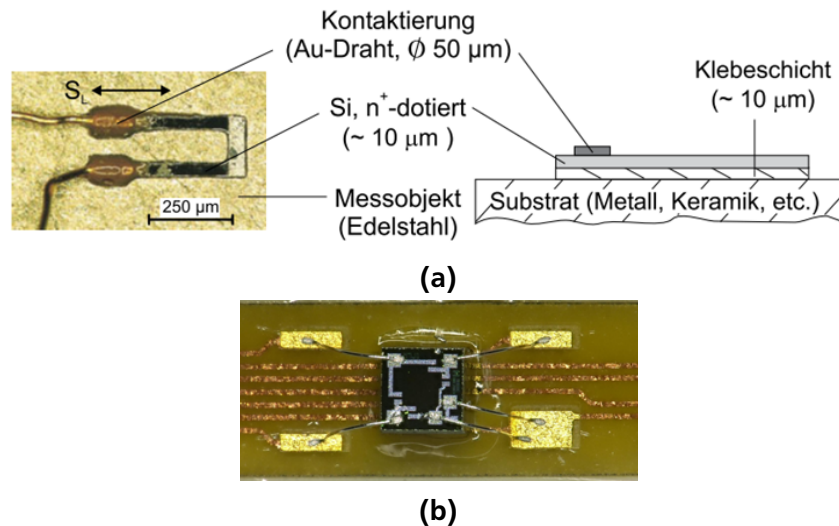 Kontaktierung
(Au-Draht, ϕ 50 µm)
Klebeschicht
(~ 10 µm)
S_L
Si, n⁺-dotiert
(~ 10 µm )
Messobjekt
(Edelstahl)
250 µm
Substrat (Metall, Keramik, etc.)
(a)
(b)